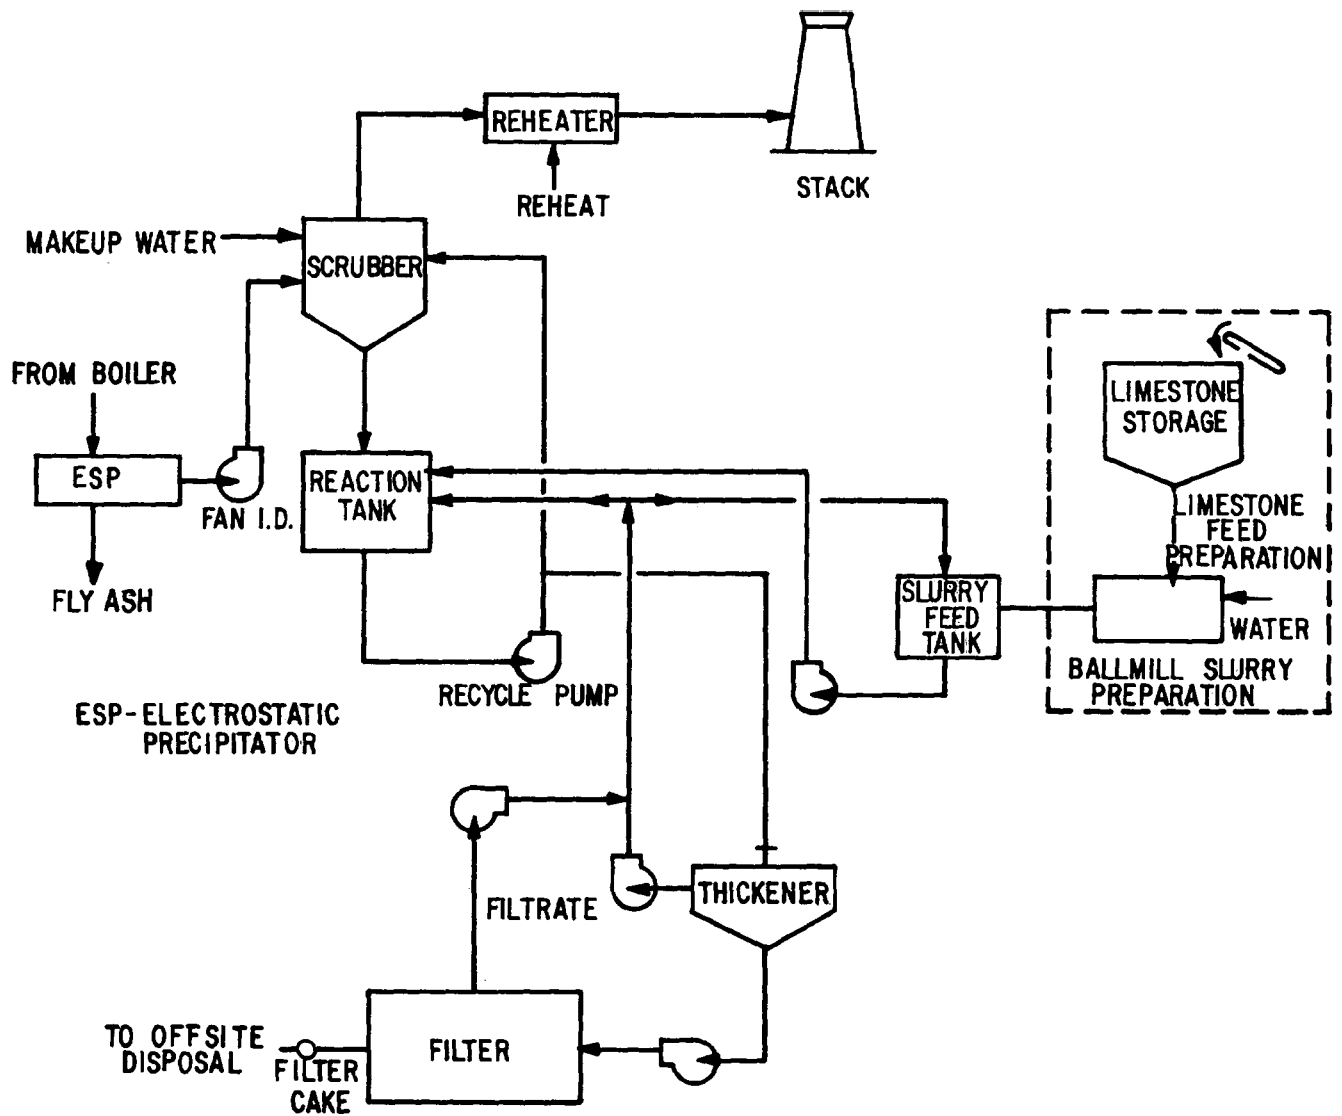 REHEATER
REHEAT
STACK
MAKEUP WATER
SCRUBBER
FROM BOILER
ESP
FAN I.D.
FLY ASH
REACTION
TANK
RECYCLE PUMP
LIMESTONE
STORAGE
LIMESTONE
FEED
PREPARATION
SLURRY
FEED
TANK
WATER
BALLMILL SLURRY
PREPARATION
ESP-ELECTROSTATIC
PRECIPITATOR
THICKENER
FILTRATE
FILTER
TO OFFSITE
DISPOSAL
FILTER
CAKE